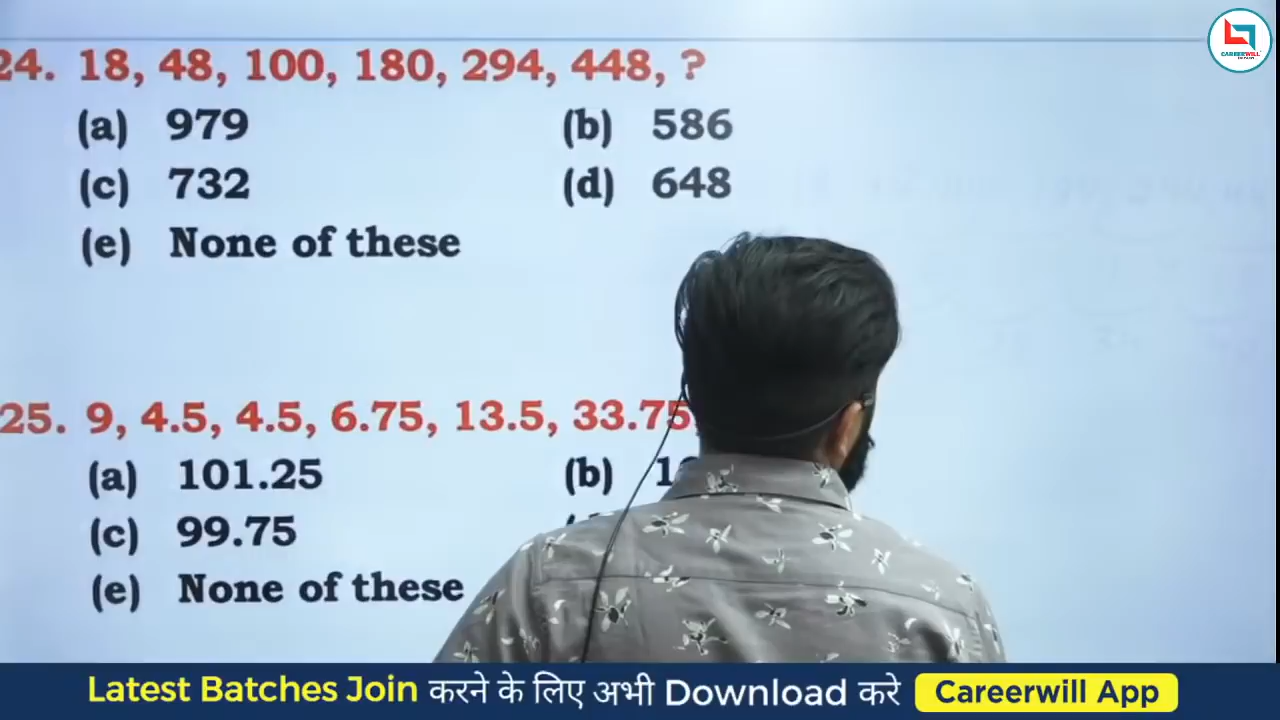 24. 18, 48, 100, 180, 294, 448, ?
(a) 979 (b) 586
(c) 732 (d) 648
(e) None of these
25. 9, 4.5, 4.5, 6.75, 13.5, 33.75
(a) 101.25 (b)
(c) 99.75
(e) None of these
CAREERWILL
Latest Batches Join करने के लिए अभी Download करे Careerwill App